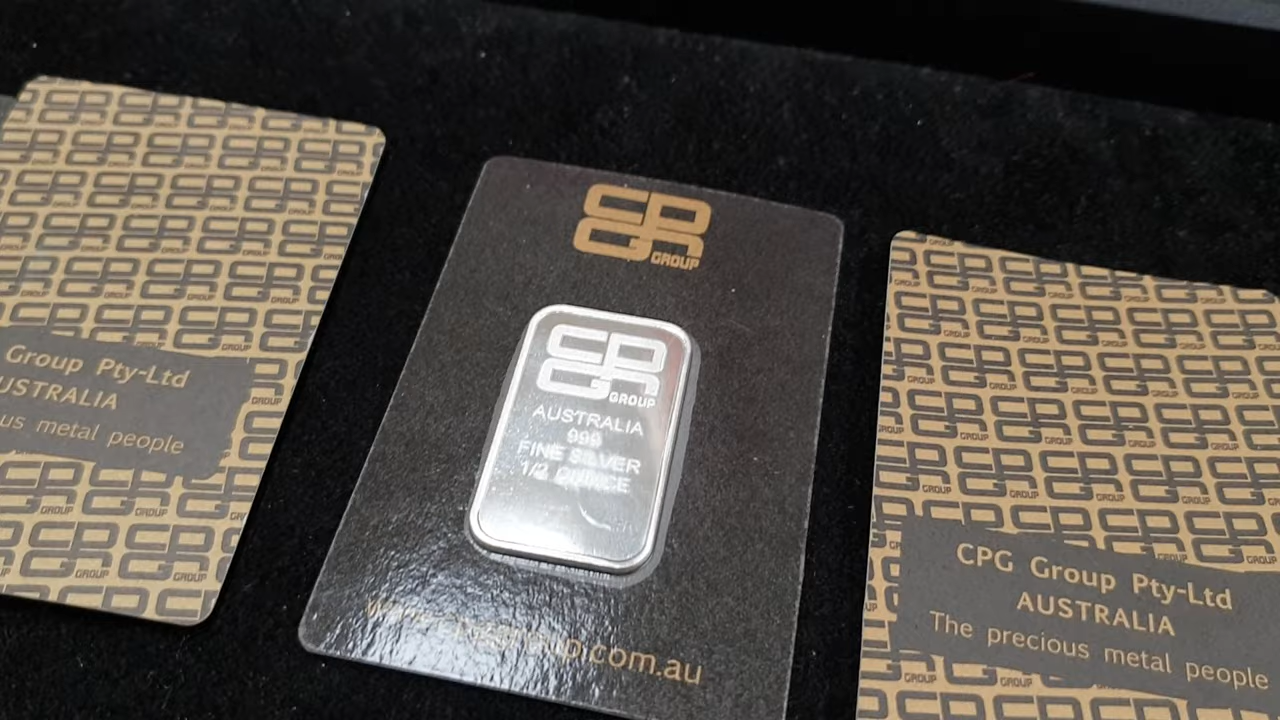 Group Pty-Ltd
AUSTRALIA
us metal people
CPG
GROUP
CPG
GROUP
AUSTRALIA
999
FINE SILVER
1/2 OUNCE
.com.au
CPG Group Pty-Ltd
AUSTRALIA
The precious metal people